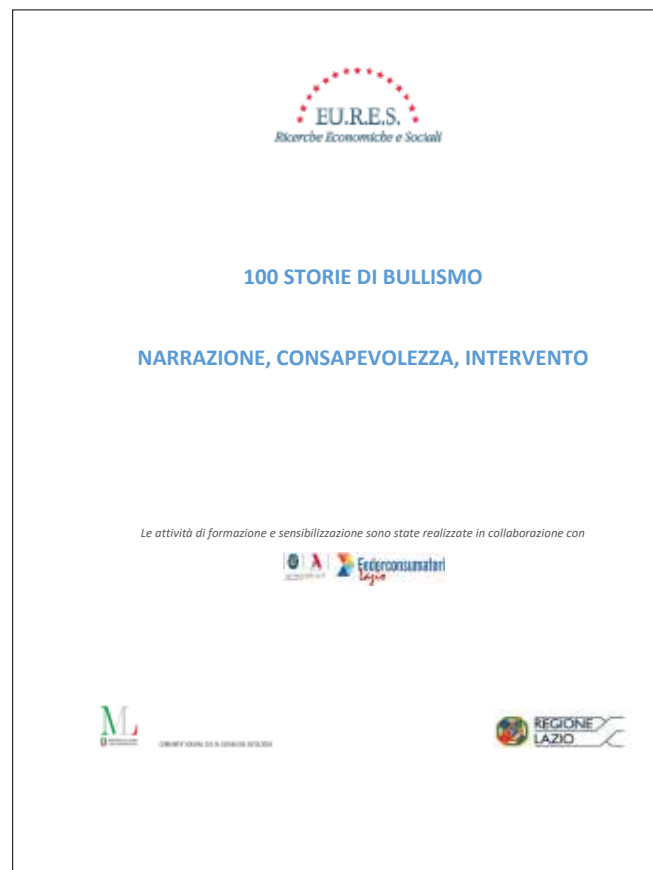 EU.R.E.S.
Ricerche Economiche e Sociali
100 STORIE DI BULLISMO
NARRAZIONE, CONSAPEVOLEZZA, INTERVENTO
Le attività di formazione e sensibilizzazione sono state realizzate in collaborazione con
Federconsumatori
Lazio
ML
REGIONE
LAZIO